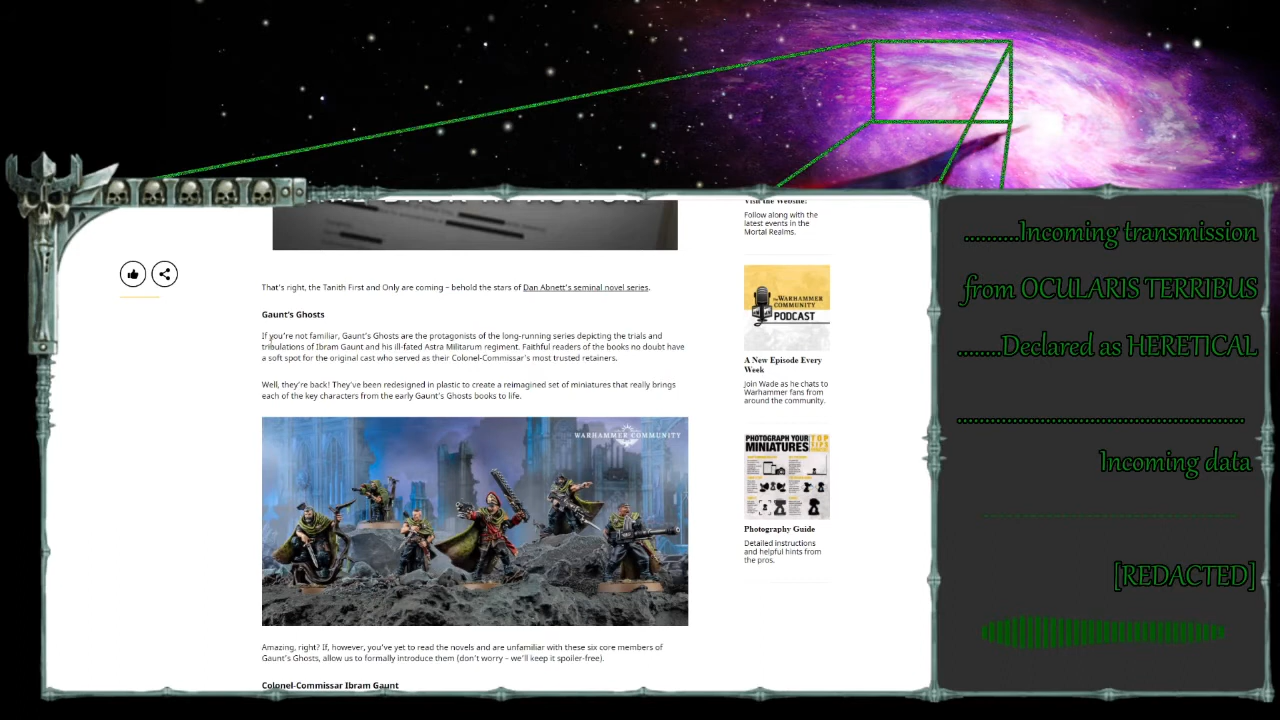 That's right, the Tanith First and Only are coming – behold the stars of Dan Abnett's seminal novel series.
Gaunt's Ghosts
If you're not familiar, Gaunt's Ghosts are the protagonists of the long-running series depicting the trials and
tribulations of Ibram Gaunt and his ill-fated Astra Militarum regiment. Faithful readers of the books no doubt have
a soft spot for the original cast who served as their Colonel-Commissar's most trusted retainers.
Well, they're back! They've been redesigned in plastic to create a reimagined set of miniatures that really brings
each of the key characters from the early Gaunt's Ghosts books to life.
WARHAMMER COMMUNITY
Amazing, right? If, however, you've yet to read the novels and are unfamiliar with these six core members of
Gaunt's Ghosts, allow us to formally introduce them (don't worry – we'll keep it spoiler-free).
Colonel-Commissar Ibram Gaunt
Visit the Website!
Follow along with the
latest events in the
Mortal Realms.
The WARHAMMER
COMMUNITY
PODCAST
A New Episode Every
Week
Join Wade as he chats to
Warhammer fans from
around the community.
PHOTOGRAPH YOUR
MINIATURES
TOP
TIPS
Photography Guide
Detailed instructions
and helpful hints from
the pros.
..........Incoming transmission
from OCULARIS TERRIBUS
........Declared as HERETICAL
.....................................................
Incoming data
[REDACTED]